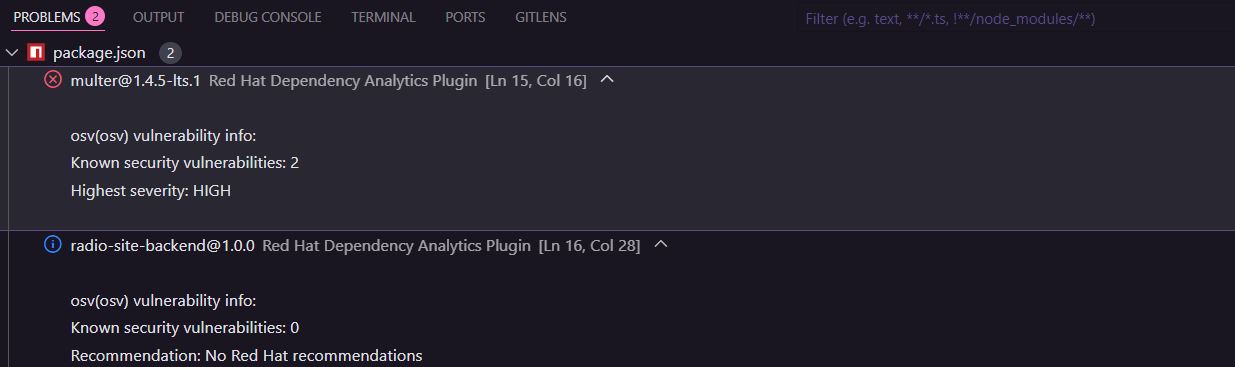 PROBLEMS 2 OUTPUT DEBUG CONSOLE TERMINAL PORTS GITLENS Filter (e.g. text, **/*.ts, !**/node_modules/**)
package.json 2
multer@1.4.5-lts.1 Red Hat Dependency Analytics Plugin [Ln 15, Col 16]
osv(osv) vulnerability info:
Known security vulnerabilities: 2
Highest severity: HIGH
radio-site-backend@1.0.0 Red Hat Dependency Analytics Plugin [Ln 16, Col 28]
osv(osv) vulnerability info:
Known security vulnerabilities: 0
Recommendation: No Red Hat recommendations